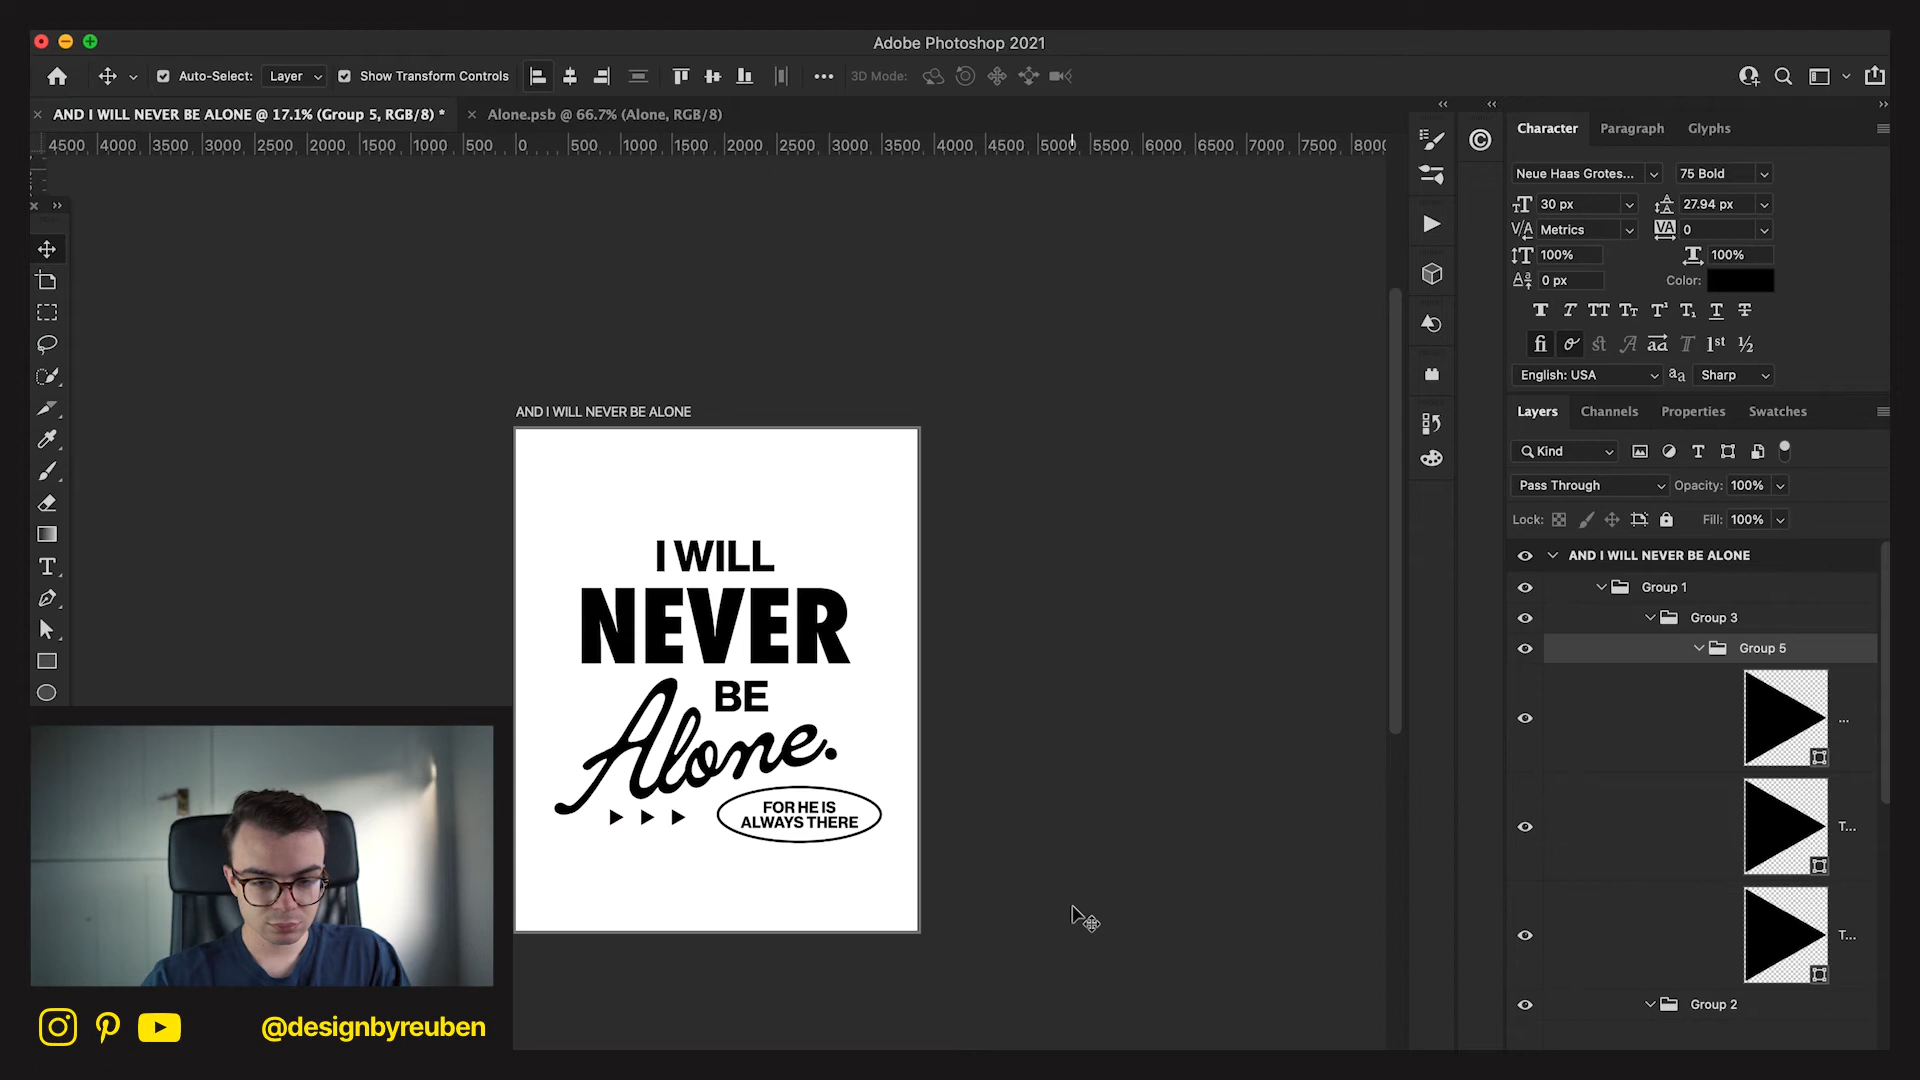 Adobe Photoshop 2021
Auto-Select: Layer Show Transform Controls 3D Mode:
AND I WILL NEVER BE ALONE @ 17.1% (Group 5, RGB/8) * Alone.psb @ 66.7% (Alone, RGB/8)
4500 4000 3500 3000 2500 2000 1500 1000 500 0 500 1000 1500 2000 2500 3000 3500 4000 4500 5000 5500 6000 6500 7000 7500 8000
AND I WILL NEVER BE ALONE
I WILL
NEVER
BE
Alone.
FOR HE IS
ALWAYS THERE
@designbyreuben
Character Paragraph Glyphs
Neue Haas Grotes... 75 Bold
30 px 27.94 px
Metrics 0
100% 100%
0 px Color:
English: USA Sharp
Layers Channels Properties Swatches
Kind
Pass Through Opacity: 100%
Lock: Fill: 100%
AND I WILL NEVER BE ALONE
Group 1
Group 3
Group 5
...
T...
T...
Group 2